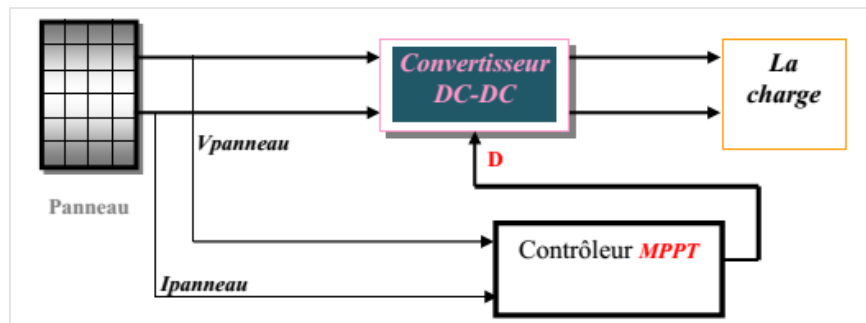 Convertisseur
DC-DC
La
charge
Vpanneau
D
Panneau
Contrôleur MPPT
Ipanneau